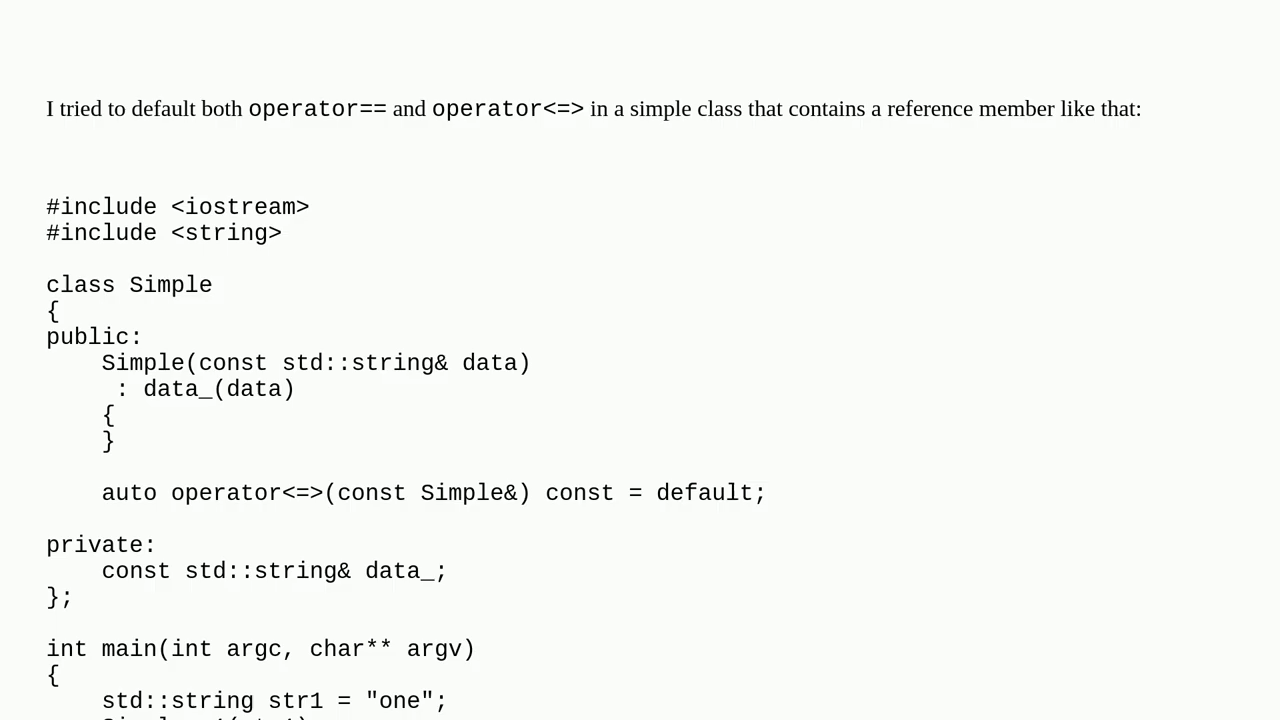 I tried to default both operator== and operator<=> in a simple class that contains a reference member like that:
#include <iostream>
#include <string>
class Simple
{
public:
    Simple(const std::string& data)
     : data_(data)
    {
    }
    auto operator<=>(const Simple&) const = default;
private:
    const std::string& data_;
};
int main(int argc, char** argv)
{
    std::string str1 = "one";